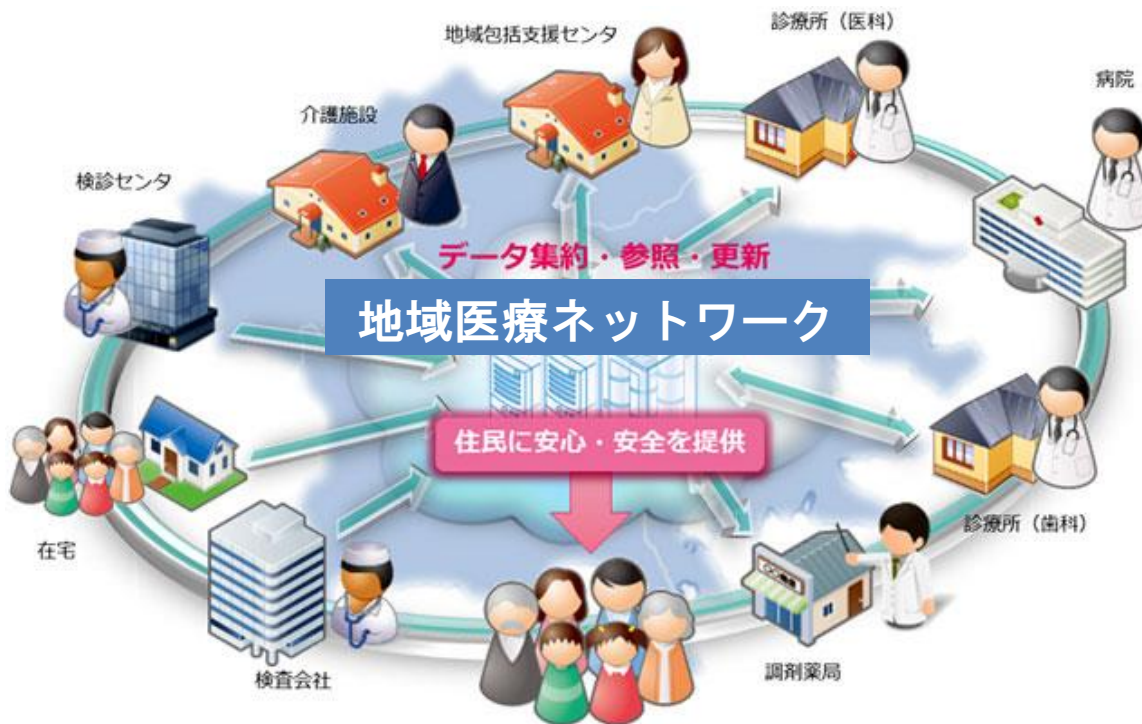 地域包括支援センタ
診療所（医科）
病院
介護施設
検診センタ
データ集約・参照・更新
地域医療ネットワーク
住民に安心・安全を提供
在宅
診療所（歯科）
検査会社
調剤薬局